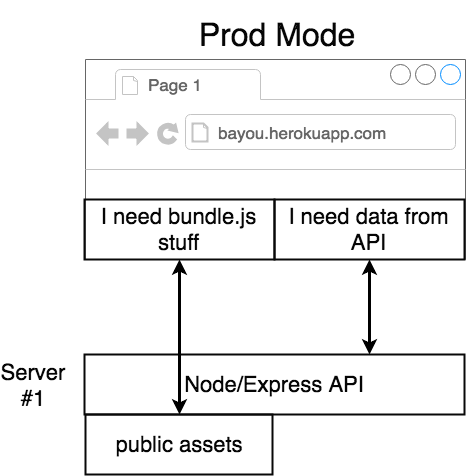 Prod Mode
Page 1
bayou.herokuapp.com
I need bundle.js
stuff
I need data from
API
Server
#1
Node/Express API
public assets